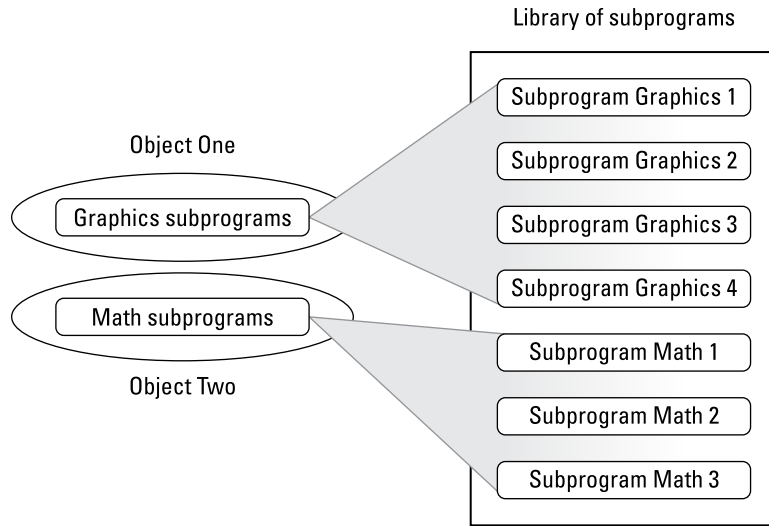 Library of subprograms
Object One
Graphics subprograms
Math subprograms
Object Two
Subprogram Graphics 1
Subprogram Graphics 2
Subprogram Graphics 3
Subprogram Graphics 4
Subprogram Math 1
Subprogram Math 2
Subprogram Math 3